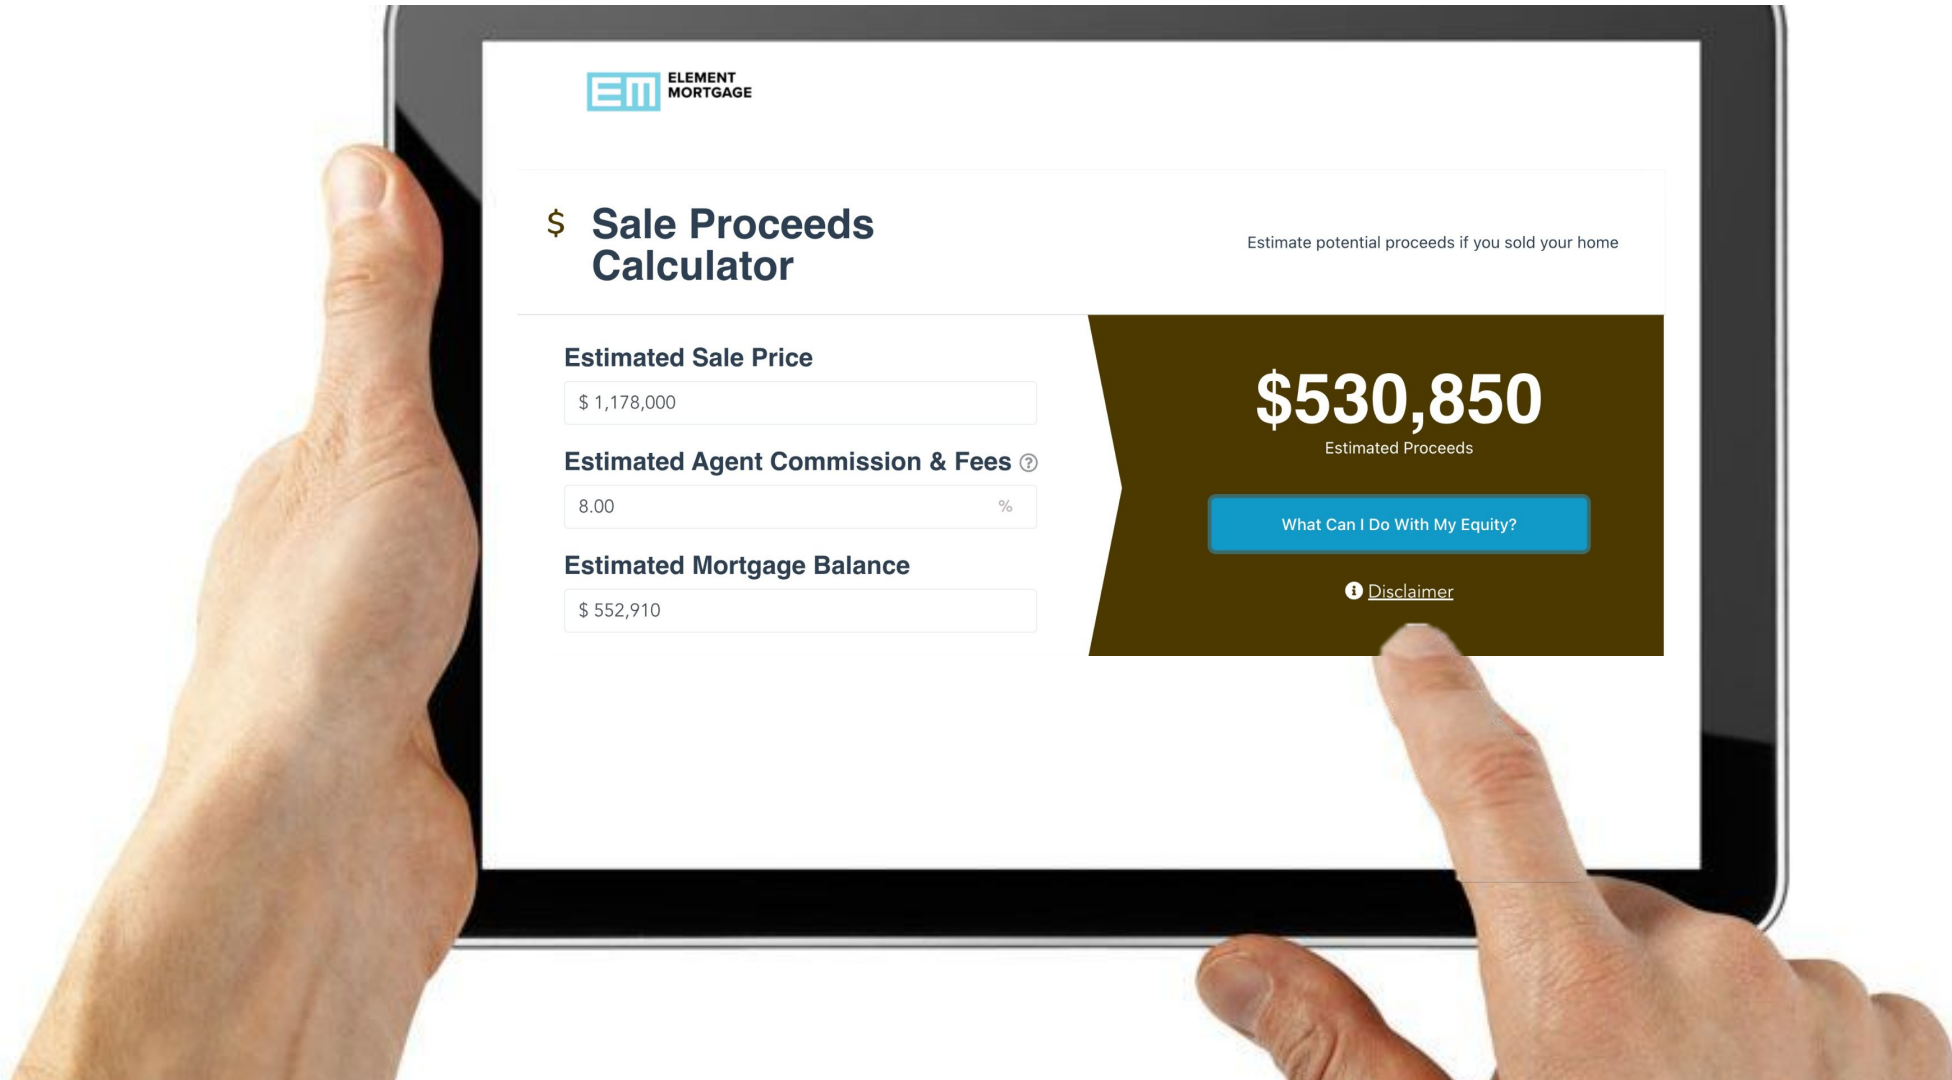 EM ELEMENT
MORTGAGE
$ Sale Proceeds
Calculator
Estimate potential proceeds if you sold your home
Estimated Sale Price
$ 1,178,000
Estimated Agent Commission & Fees ?
8.00 %
Estimated Mortgage Balance
$ 552,910
$530,850
Estimated Proceeds
What Can I Do With My Equity?
i Disclaimer